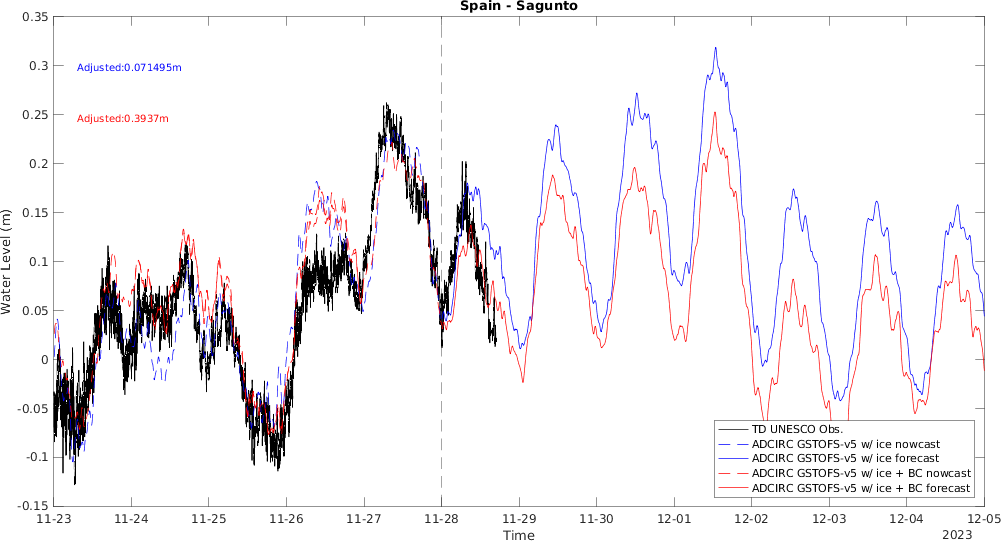 Spain - Sagunto
0.35
0.3
0.25
0.2
0.15
0.1
0.05
0
-0.05
-0.1
-0.15
Water Level (m)
Adjusted:0.071495m
Adjusted:0.3937m
TD UNESCO Obs.
ADCIRC GSTOFS-v5 w/ ice nowcast
ADCIRC GSTOFS-v5 w/ ice forecast
ADCIRC GSTOFS-v5 w/ ice + BC nowcast
ADCIRC GSTOFS-v5 w/ ice + BC forecast
11-23 11-24 11-25 11-26 11-27 11-28 11-29 11-30 12-01 12-02 12-03 12-04 12-05
Time
2023